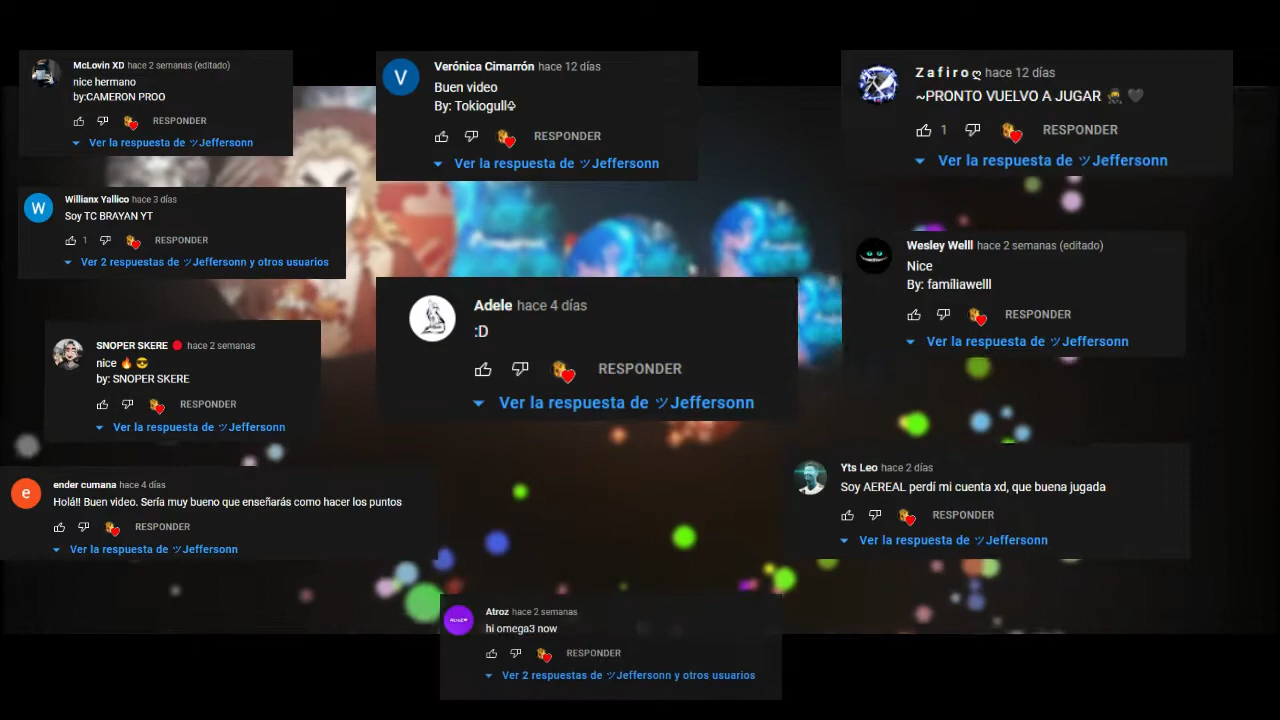 McLovin XD hace 2 semanas (editado)
nice hermano
by:CAMERON PROO
RESPONDER
Ver la respuesta de ツJeffersonn
Verónica Cimarrón hace 12 días
Buen video
By: Tokiogull♧
RESPONDER
Ver la respuesta de ツJeffersonn
Z a f i r o ღ hace 12 días
~PRONTO VUELVO A JUGAR 🥷 🖤
1 RESPONDER
Ver la respuesta de ツJeffersonn
Willianx Yallico hace 3 días
Soy TC BRAYAN YT
1 RESPONDER
Ver 2 respuestas de ツJeffersonn y otros usuarios
Wesley Welll hace 2 semanas (editado)
Nice
By: familiawelll
RESPONDER
Ver la respuesta de ツJeffersonn
Adele hace 4 días
:D
RESPONDER
Ver la respuesta de ツJeffersonn
SNOPER SKERE 🔴 hace 2 semanas
nice 🔥 😎
by: SNOPER SKERE
RESPONDER
Ver la respuesta de ツJeffersonn
ender cumana hace 4 días
Holá!! Buen video. Sería muy bueno que enseñarás como hacer los puntos
RESPONDER
Ver la respuesta de ツJeffersonn
Yts Leo hace 2 días
Soy AEREAL perdí mi cuenta xd, que buena jugada
RESPONDER
Ver la respuesta de ツJeffersonn
Atroz hace 2 semanas
hi omega3 now
RESPONDER
Ver 2 respuestas de ツJeffersonn y otros usuarios